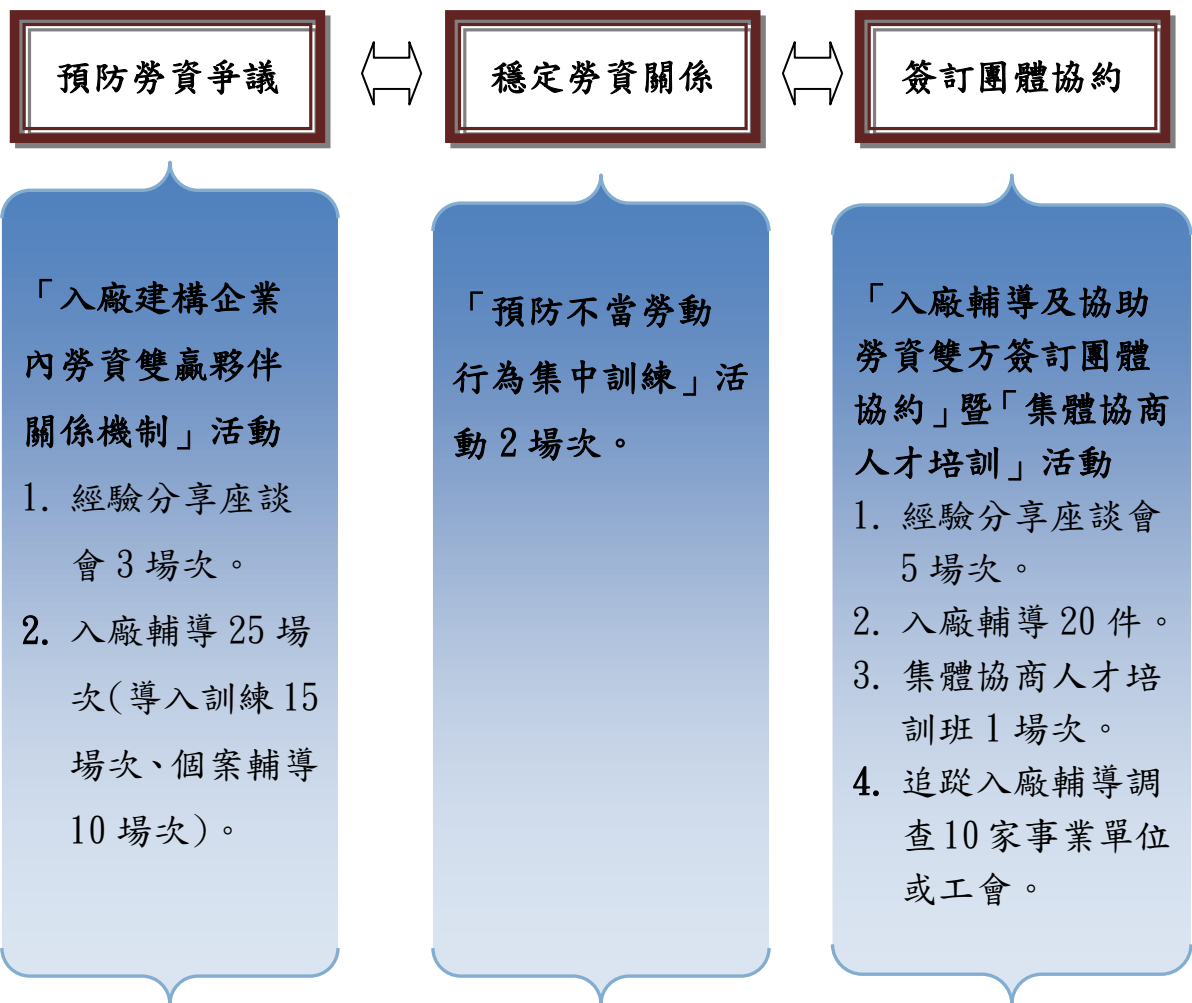 預防勞資爭議
穩定勞資關係
簽訂團體協約
「入廠建構企業
內勞資雙贏夥伴
關係機制」活動
1. 經驗分享座談
會 3 場次。
2. 入廠輔導 25 場
次(導入訓練 15
場次、個案輔導
10 場次)。
「預防不當勞動
行為集中訓練」活
動 2 場次。
「入廠輔導及協助
勞資雙方簽訂團體
協約」暨「集體協商
人才培訓」活動
1. 經驗分享座談會
5 場次。
2. 入廠輔導 20 件。
3. 集體協商人才培
訓班 1 場次。
4. 追蹤入廠輔導調
查 10 家事業單位
或工會。